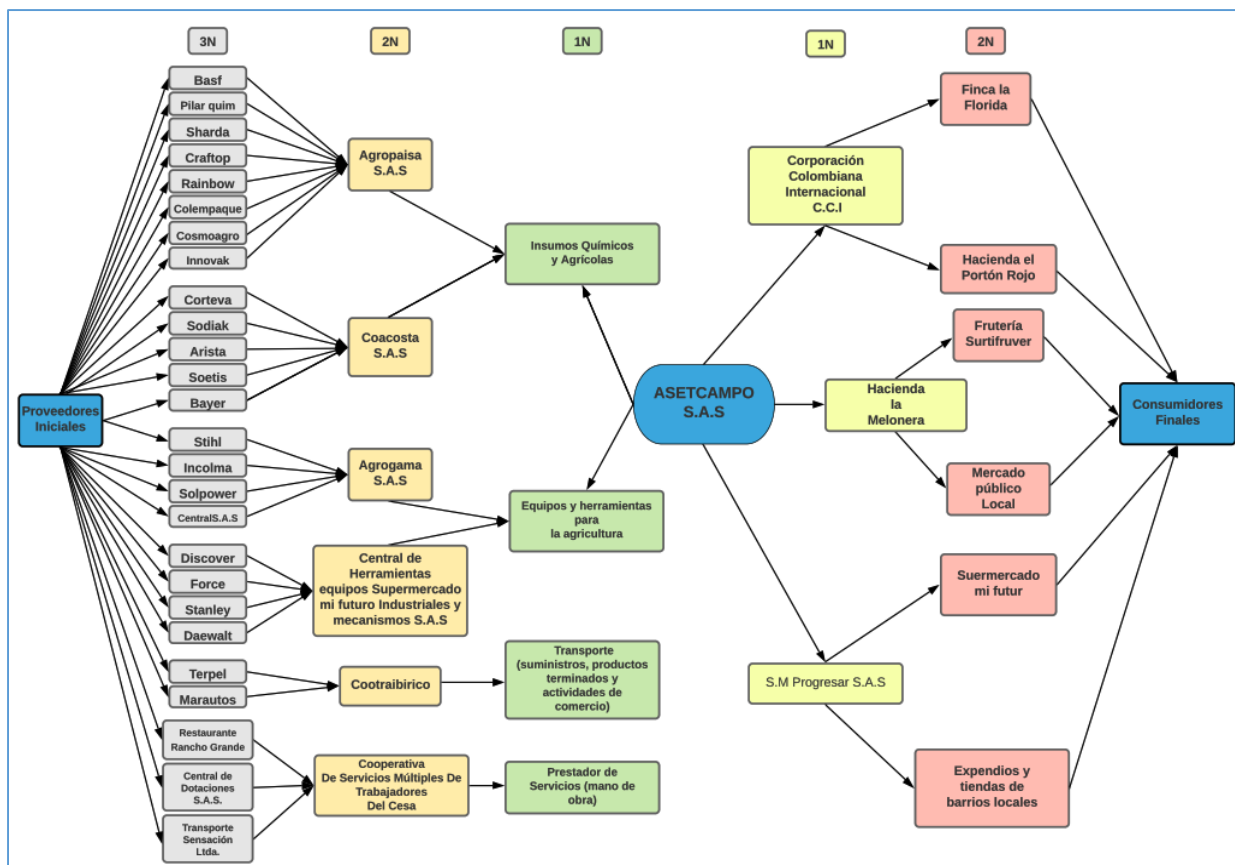 3N
2N
1N
1N
2N
Proveedores
Iniciales
Basf
Pilar quim
Sharda
Craftop
Rainbow
Colempaque
Cosmoagro
Innovak
Corteva
Sodiak
Arista
Soetis
Bayer
Stihl
Incolma
Solpower
CentralS.A.S
Discover
Force
Stanley
Daewalt
Terpel
Marautos
Restaurante
Rancho Grande
Central de
Dotaciones
S.A.S.
Transporte
Sensación
Ltda.
Agropaisa
S.A.S
Coacosta
S.A.S
Agrogama
S.A.S
Central de
Herramientas
equipos Supermercado
mi futuro Industriales y
mecanismos S.A.S
Cootraibirico
Cooperativa
De Servicios Múltiples De
Trabajadores
Del Cesa
Insumos Químicos
y Agrícolas
Equipos y herramientas
para
la agricultura
Transporte
(suministros, productos
terminados y
actividades de
comercio)
Prestador de
Servicios (mano de
obra)
ASETCAMPO
S.A.S
Corporación
Colombiana
Internacional
C.C.I
Hacienda
la
Melonera
S.M Progresar S.A.S
Finca la
Florida
Hacienda el
Portón Rojo
Frutería
Surtifruver
Mercado
público
Local
Suermercado
mi futur
Expendios y
tiendas de
barrios locales
Consumidores
Finales